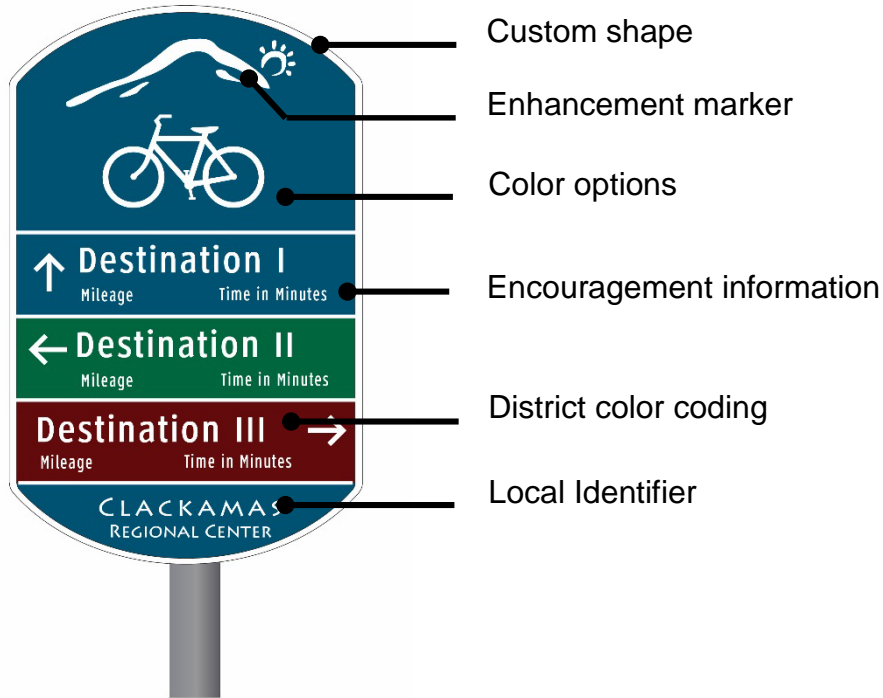 Custom shape
Enhancement marker
Color options
Destination I
Mileage Time in Minutes
Encouragement information
Destination II
Mileage Time in Minutes
Destination III
Mileage Time in Minutes
District color coding
Local Identifier
CLACKAMAS
REGIONAL CENTER